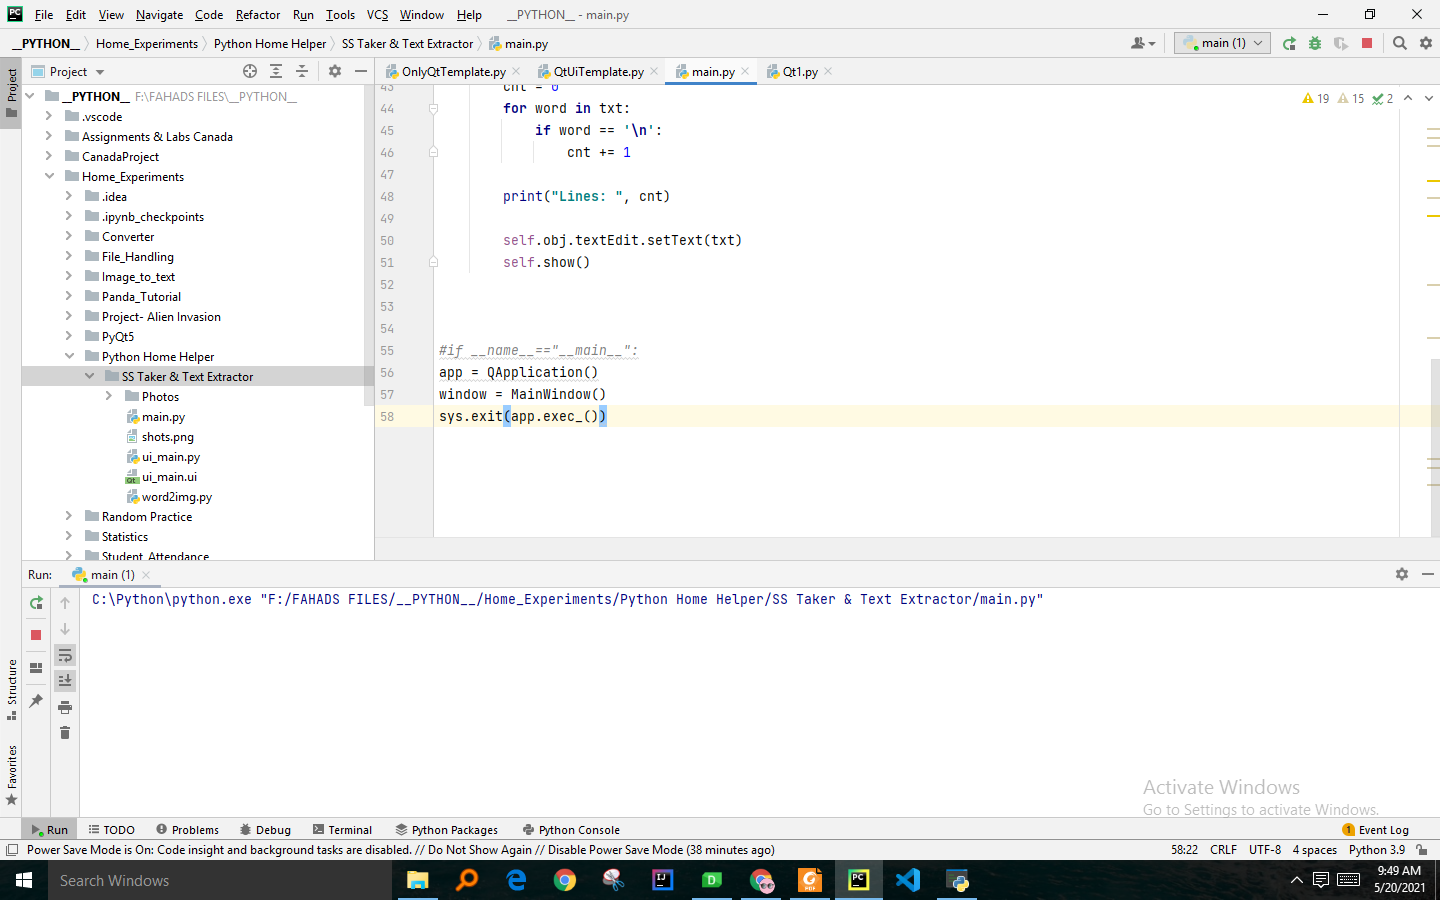 File Edit View Navigate Code Refactor Run Tools VCS Window Help __PYTHON__ - main.py
__PYTHON__ Home_Experiments Python Home Helper SS Taker & Text Extractor main.py main (1)
Project
Project
OnlyQtTemplate.py QtUiTemplate.py main.py Qt1.py
__PYTHON__ F:\FAHADS FILES\__PYTHON__
.vscode
Assignments & Labs Canada
CanadaProject
Home_Experiments
.idea
.ipynb_checkpoints
Converter
File_Handling
Image_to_text
Panda_Tutorial
Project- Alien Invasion
PyQt5
Python Home Helper
SS Taker & Text Extractor
Photos
main.py
shots.png
ui_main.py
ui_main.ui
word2img.py
Random Practice
Statistics
Student_Attendance
19 15 2
43 cnt = 0
44 for word in txt:
45 if word == '\n':
46 cnt += 1
47
48 print("Lines: ", cnt)
49
50 self.obj.textEdit.setText(txt)
51 self.show()
52
53
54
55 #if __name__=="__main__":
56 app = QApplication()
57 window = MainWindow()
58 sys.exit(app.exec_())
Run: main (1)
C:\Python\python.exe "F:/FAHADS FILES/__PYTHON__/Home_Experiments/Python Home Helper/SS Taker & Text Extractor/main.py"
Structure
Favorites
Activate Windows
Go to Settings to activate Windows.
Run TODO Problems Debug Terminal Python Packages Python Console 1 Event Log
Power Save Mode is On: Code insight and background tasks are disabled. // Do Not Show Again // Disable Power Save Mode (38 minutes ago) 58:22 CRLF UTF-8 4 spaces Python 3.9
Search Windows
9:49 AM
5/20/2021